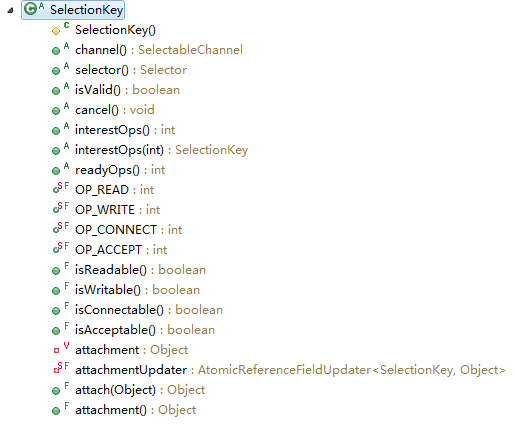 SelectionKey
SelectionKey()
channel() : SelectableChannel
selector() : Selector
isValid() : boolean
cancel() : void
interestOps() : int
interestOps(int) : SelectionKey
readyOps() : int
OP_READ : int
OP_WRITE : int
OP_CONNECT : int
OP_ACCEPT : int
isReadable() : boolean
isWritable() : boolean
isConnectable() : boolean
isAcceptable() : boolean
attachment : Object
attachmentUpdater : AtomicReferenceFieldUpdater<SelectionKey, Object>
attach(Object) : Object
attachment() : Object